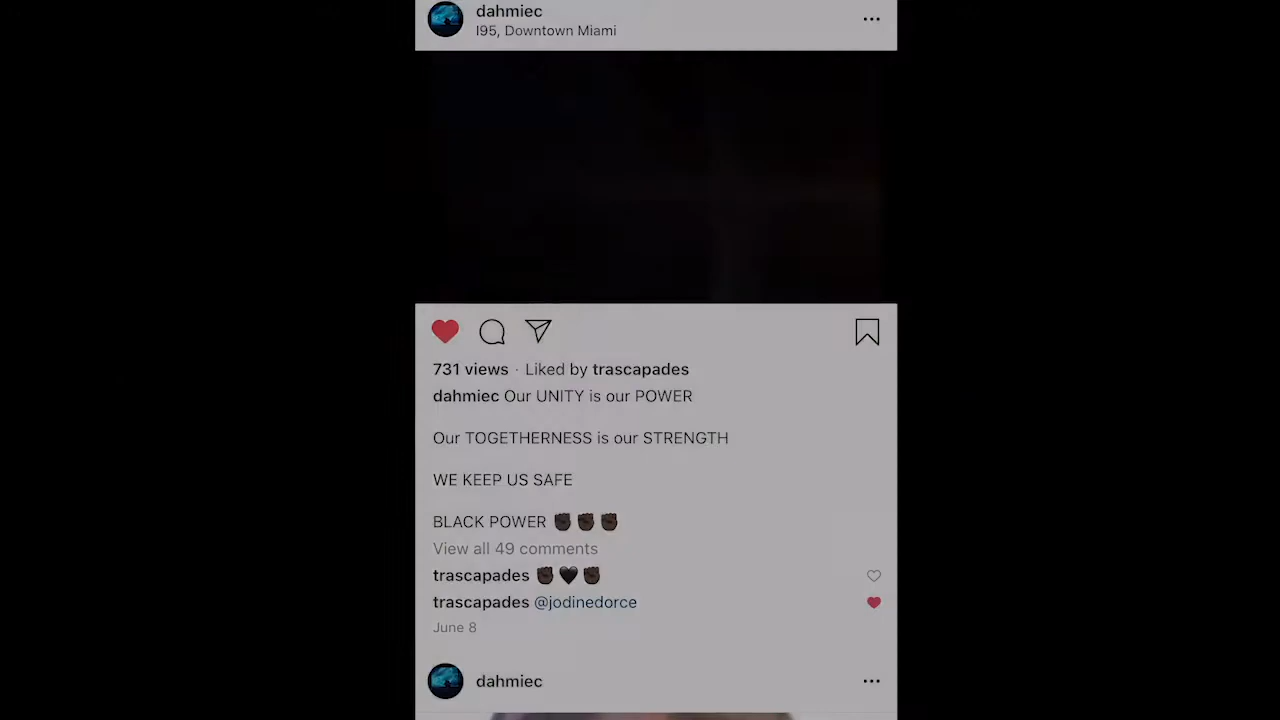 dahmiec
I95, Downtown Miami
731 views · Liked by trascapades
dahmiec Our UNITY is our POWER
Our TOGETHERNESS is our STRENGTH
WE KEEP US SAFE
BLACK POWER ✊🏿✊🏿✊🏿
View all 49 comments
trascapades ✊🏿🖤✊🏿
trascapades @jodinedorce
June 8
dahmiec